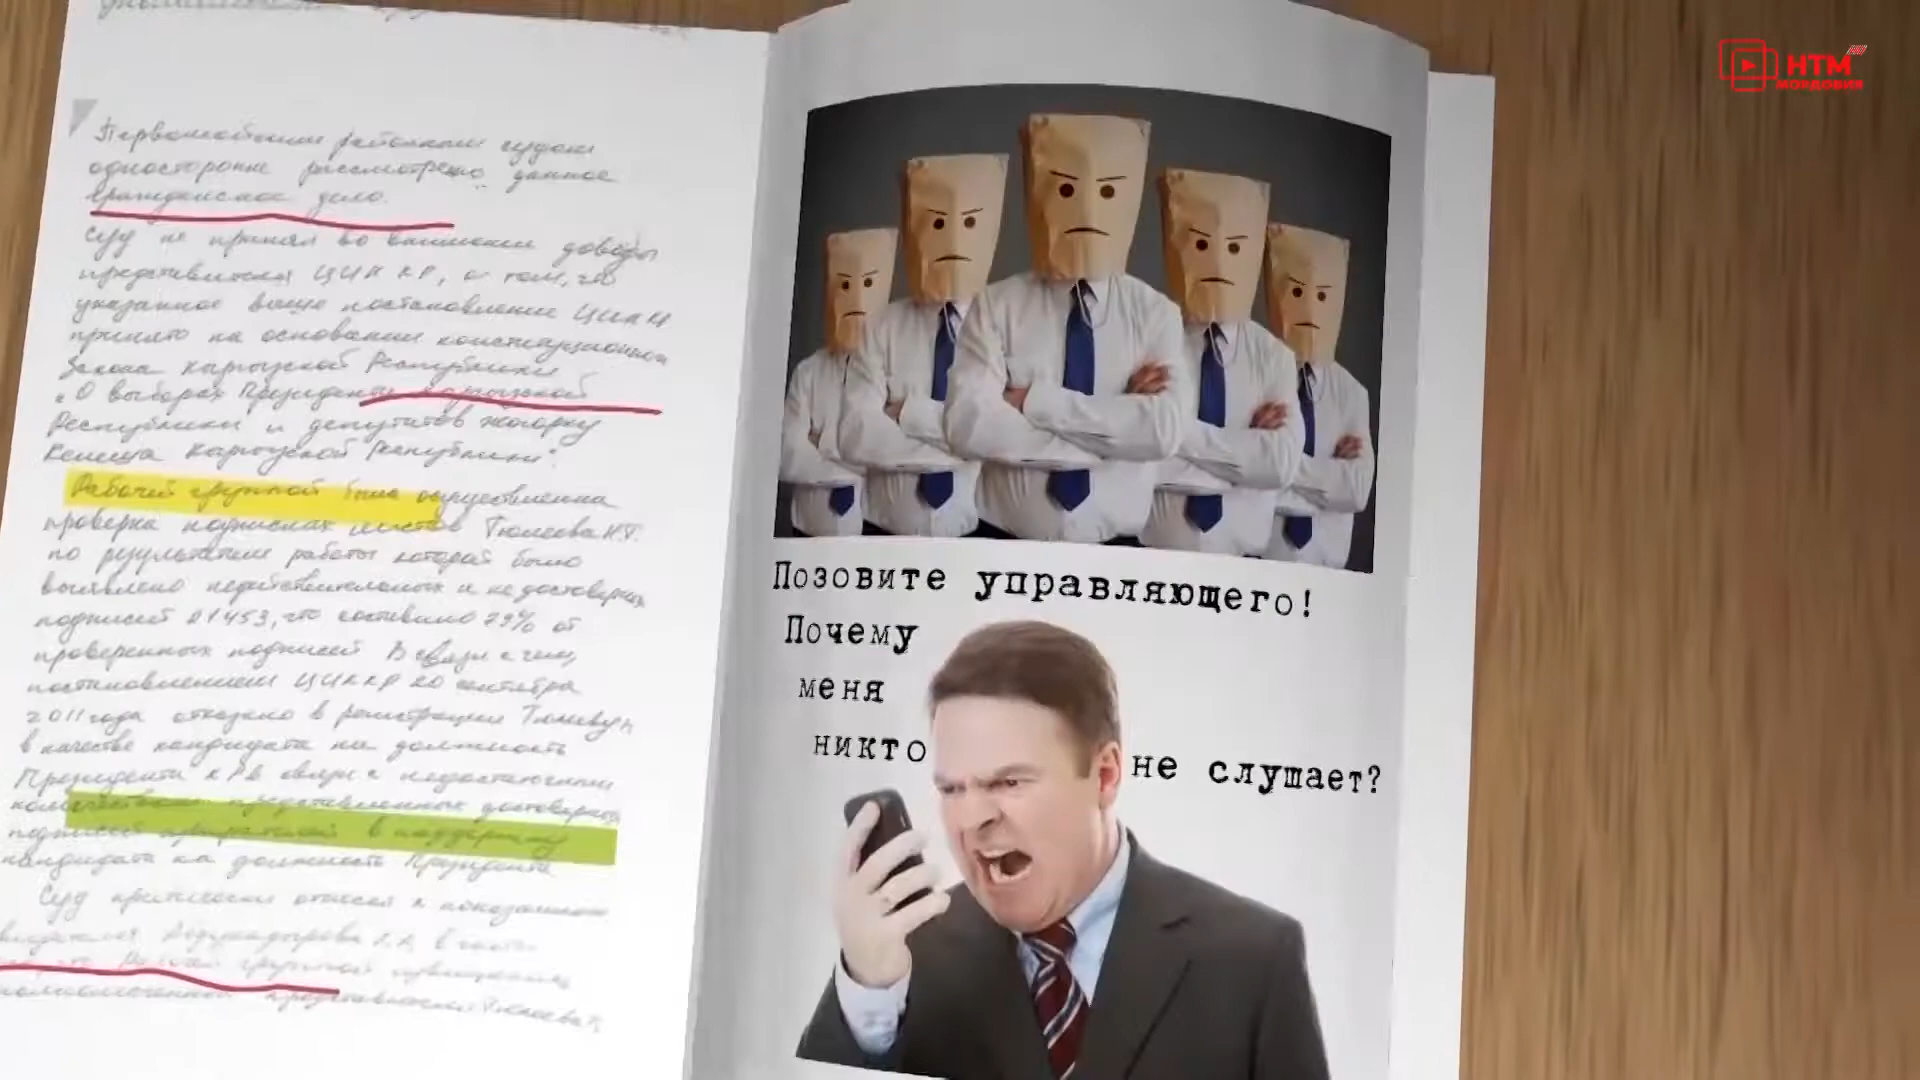 Первомайским районным судом
односторонне рассмотрено данное
гражданское дело.
Суд не принял во внимание доводы
представителя ЦИК КР, о том, что
указанное выше постановление ЦИК КР
принято на основании конституционного
Закона Кыргызской Республики
"О выборах Президента Кыргызской
Республики и депутатов Жогорку
Кенеша Кыргызской Республики".
Рабочей группой была осуществлена
проверка подписных листов
по результатам работы которой было
выявлено недействительных и недостоверных
подписей 21453, что составило 79% от
проверенных подписей. В связи с чем,
постановлением ЦИК КР 20 сентября
2011 года отказано в регистрации
в качестве кандидата на должность
Президента КР в связи с недостаточным
количеством представленных достоверных
подписей избирателей в поддержку
кандидата на должность Президента
Суд критически отнесся к показаниям
НТМ
МОРДОВИЯ
Позовите управляющего!
Почему
меня
никто не слушает?